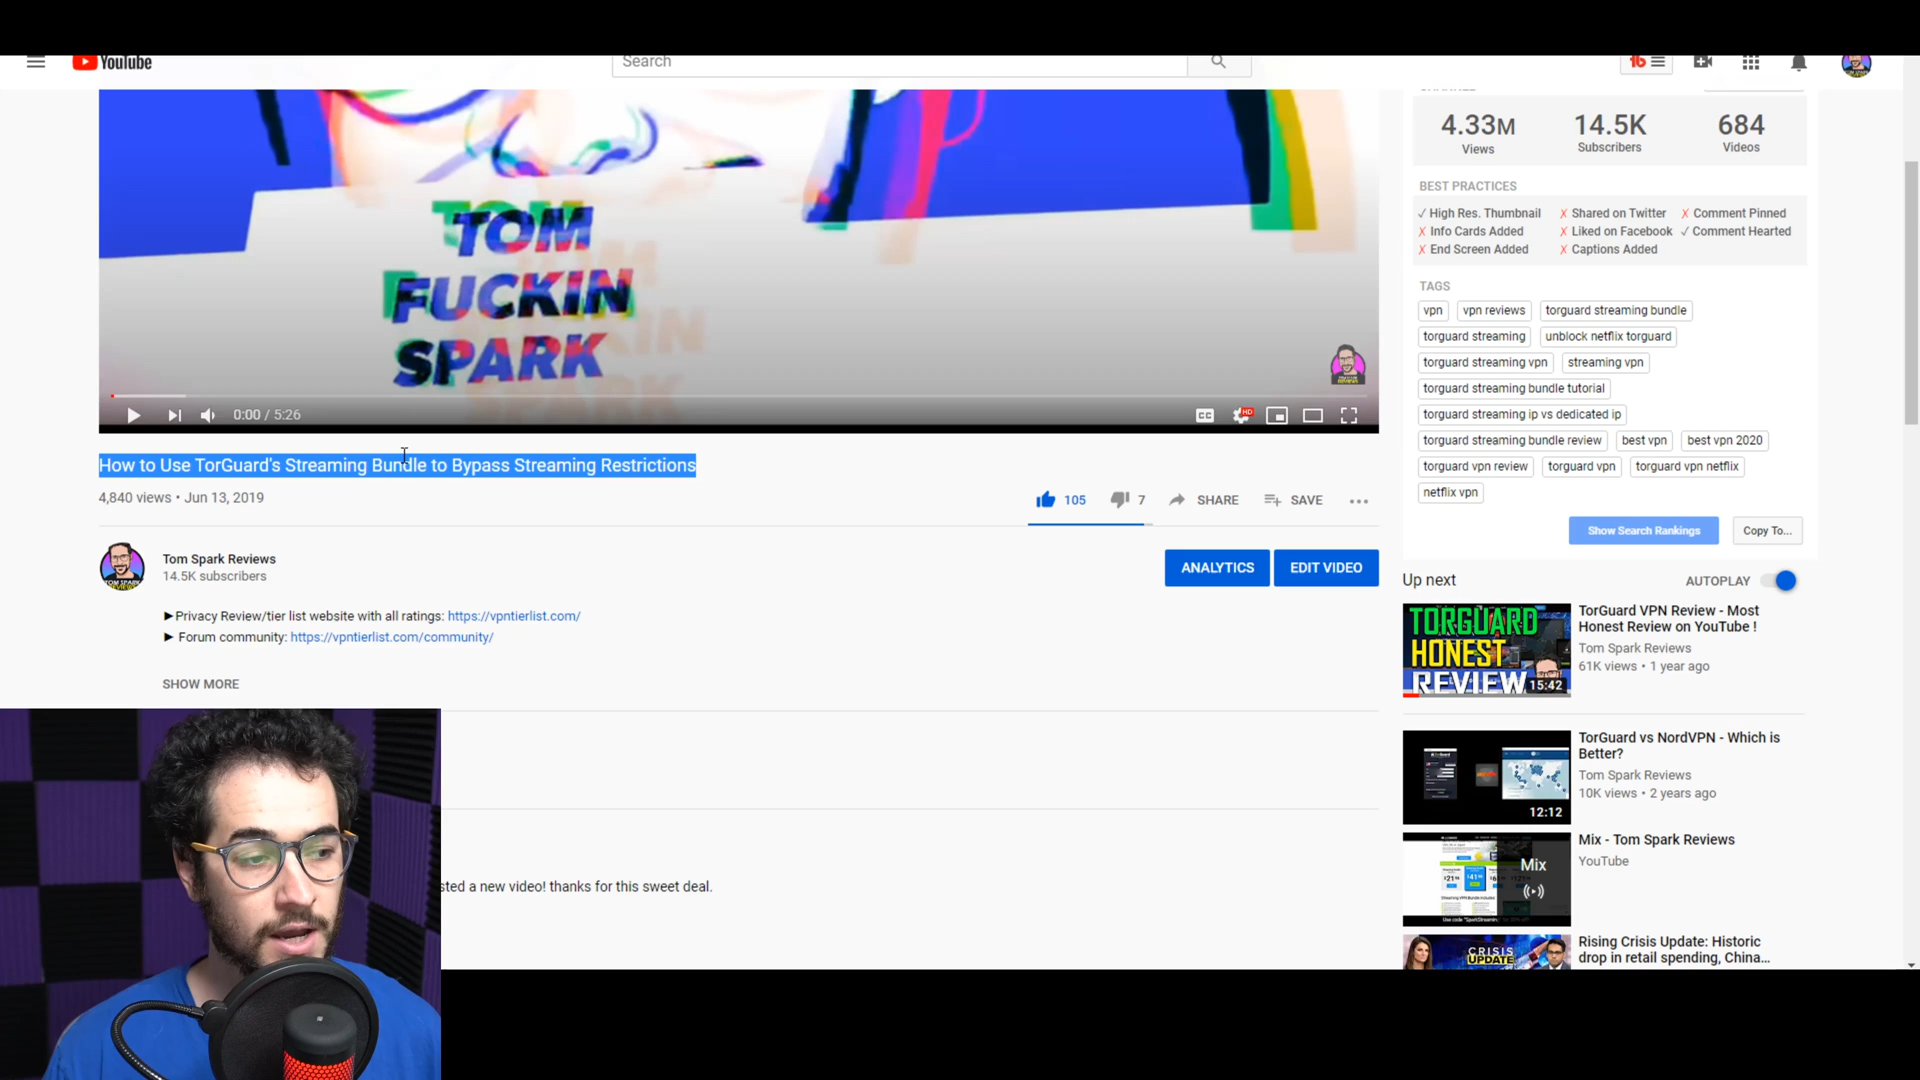 YouTube
Search
TOM
FUCKIN
SPARK
0:00 / 5:26
CC
HD
How to Use TorGuard's Streaming Bundle to Bypass Streaming Restrictions
4,840 views • Jun 13, 2019
105
7
SHARE
SAVE
Tom Spark Reviews
14.5K subscribers
ANALYTICS
EDIT VIDEO
►Privacy Review/tier list website with all ratings: https://vpntierlist.com/
► Forum community: https://vpntierlist.com/community/
SHOW MORE
sted a new video! thanks for this sweet deal.
4.33M
Views
14.5K
Subscribers
684
Videos
BEST PRACTICES
✓ High Res. Thumbnail ✗ Shared on Twitter ✗ Comment Pinned
✗ Info Cards Added ✗ Liked on Facebook ✓ Comment Hearted
✗ End Screen Added ✗ Captions Added
TAGS
vpn vpn reviews torguard streaming bundle
torguard streaming unblock netflix torguard
torguard streaming vpn streaming vpn
torguard streaming bundle tutorial
torguard streaming ip vs dedicated ip
torguard streaming bundle review best vpn best vpn 2020
torguard vpn review torguard vpn torguard vpn netflix
netflix vpn
Show Search Rankings
Copy To...
Up next
AUTOPLAY
TORGUARD
HONEST
REVIEW
15:42
TorGuard VPN Review - Most
Honest Review on YouTube !
Tom Spark Reviews
61K views • 1 year ago
12:12
TorGuard vs NordVPN - Which is
Better?
Tom Spark Reviews
10K views • 2 years ago
Mix
Mix - Tom Spark Reviews
YouTube
CRISIS
UPDATE
Rising Crisis Update: Historic
drop in retail spending, China...